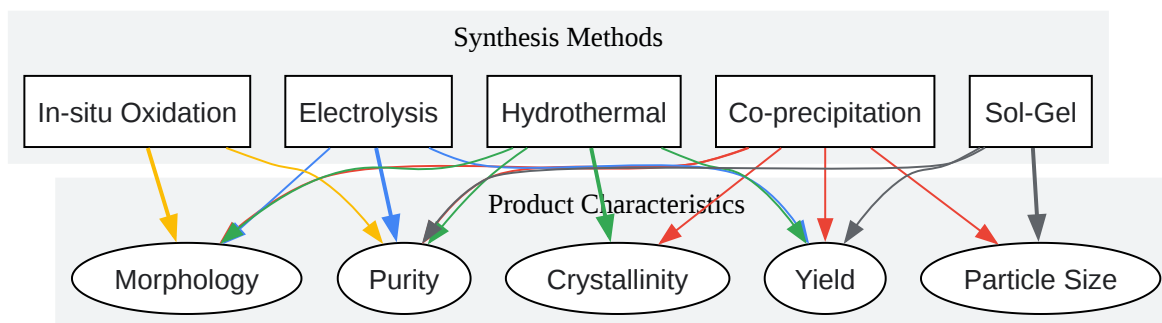 Synthesis Methods
In-situ Oxidation
Electrolysis
Hydrothermal
Co-precipitation
Sol-Gel
Product Characteristics
Morphology
Purity
Crystallinity
Yield
Particle Size